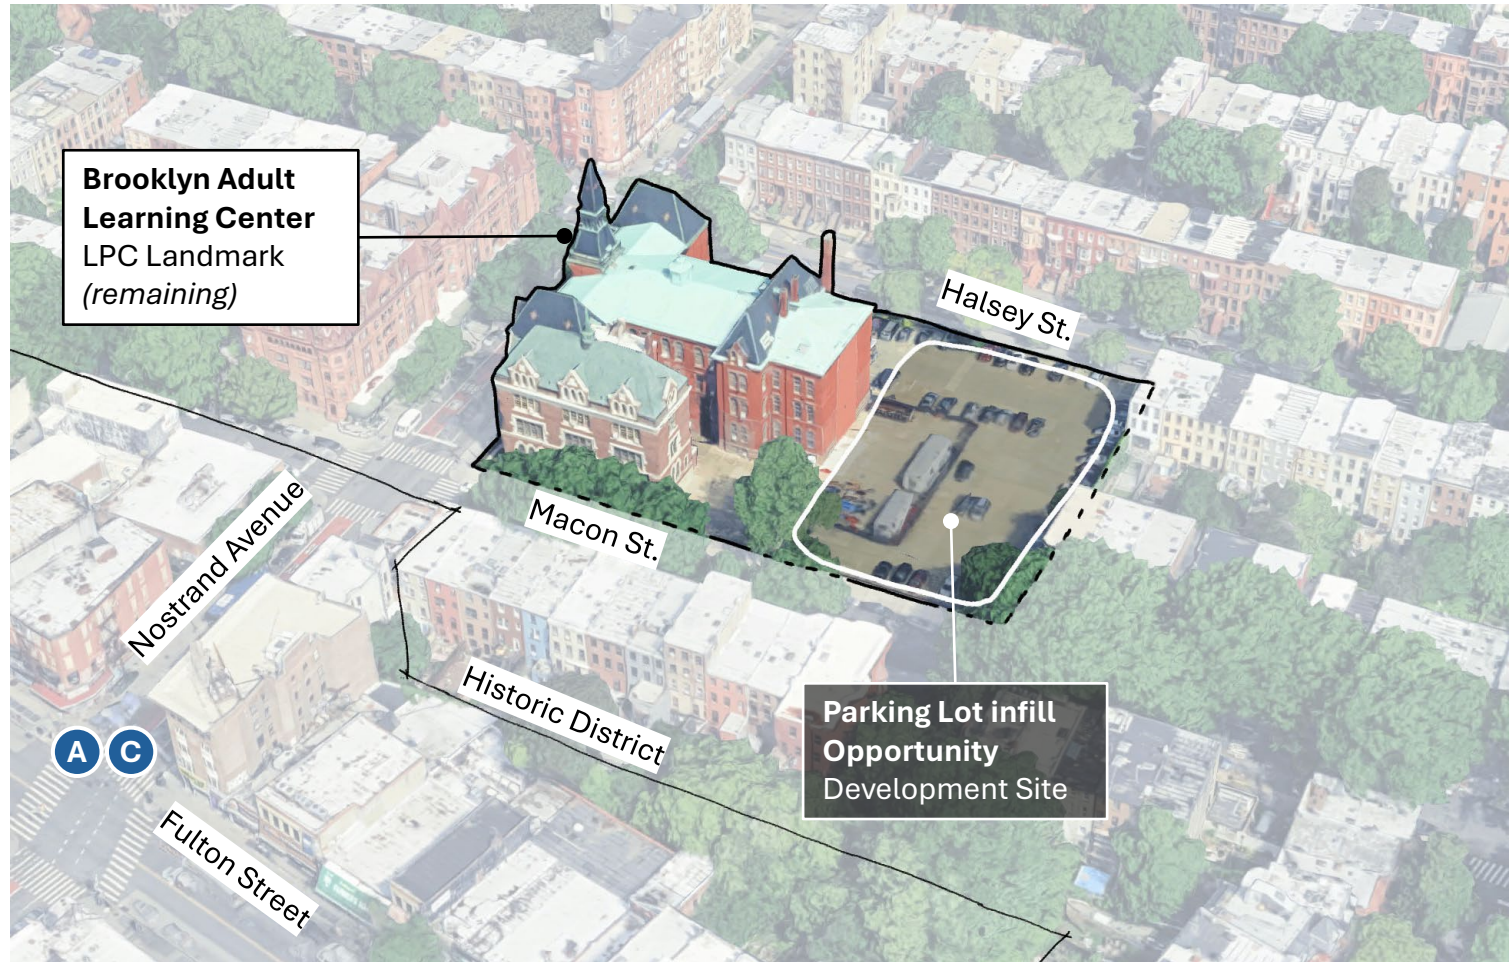 Brooklyn Adult
Learning Center
LPC Landmark
(remaining)
Halsey St.
Macon St.
Nostrand Avenue
Historic District
Parking Lot infill
Opportunity
Development Site
A C
Fulton Street